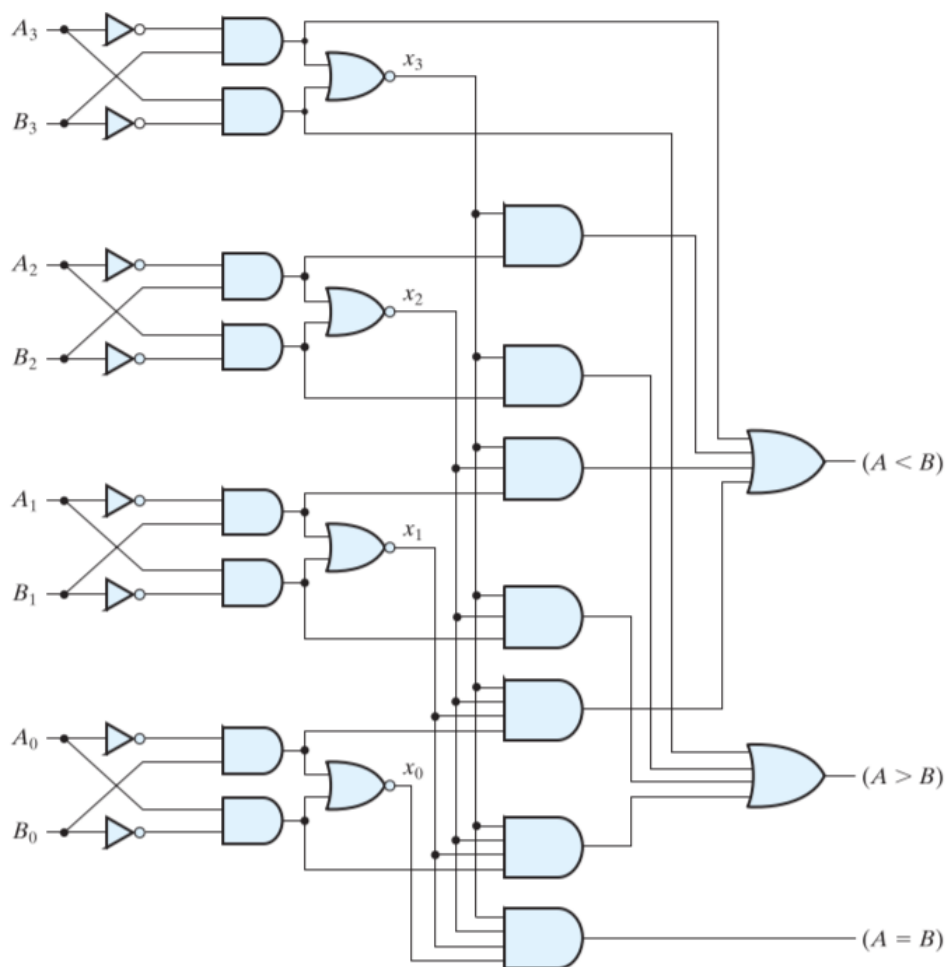 A₃
x₃
B₃
A₂
x₂
B₂
(A < B)
A₁
x₁
B₁
A₀
x₀
(A > B)
B₀
(A = B)